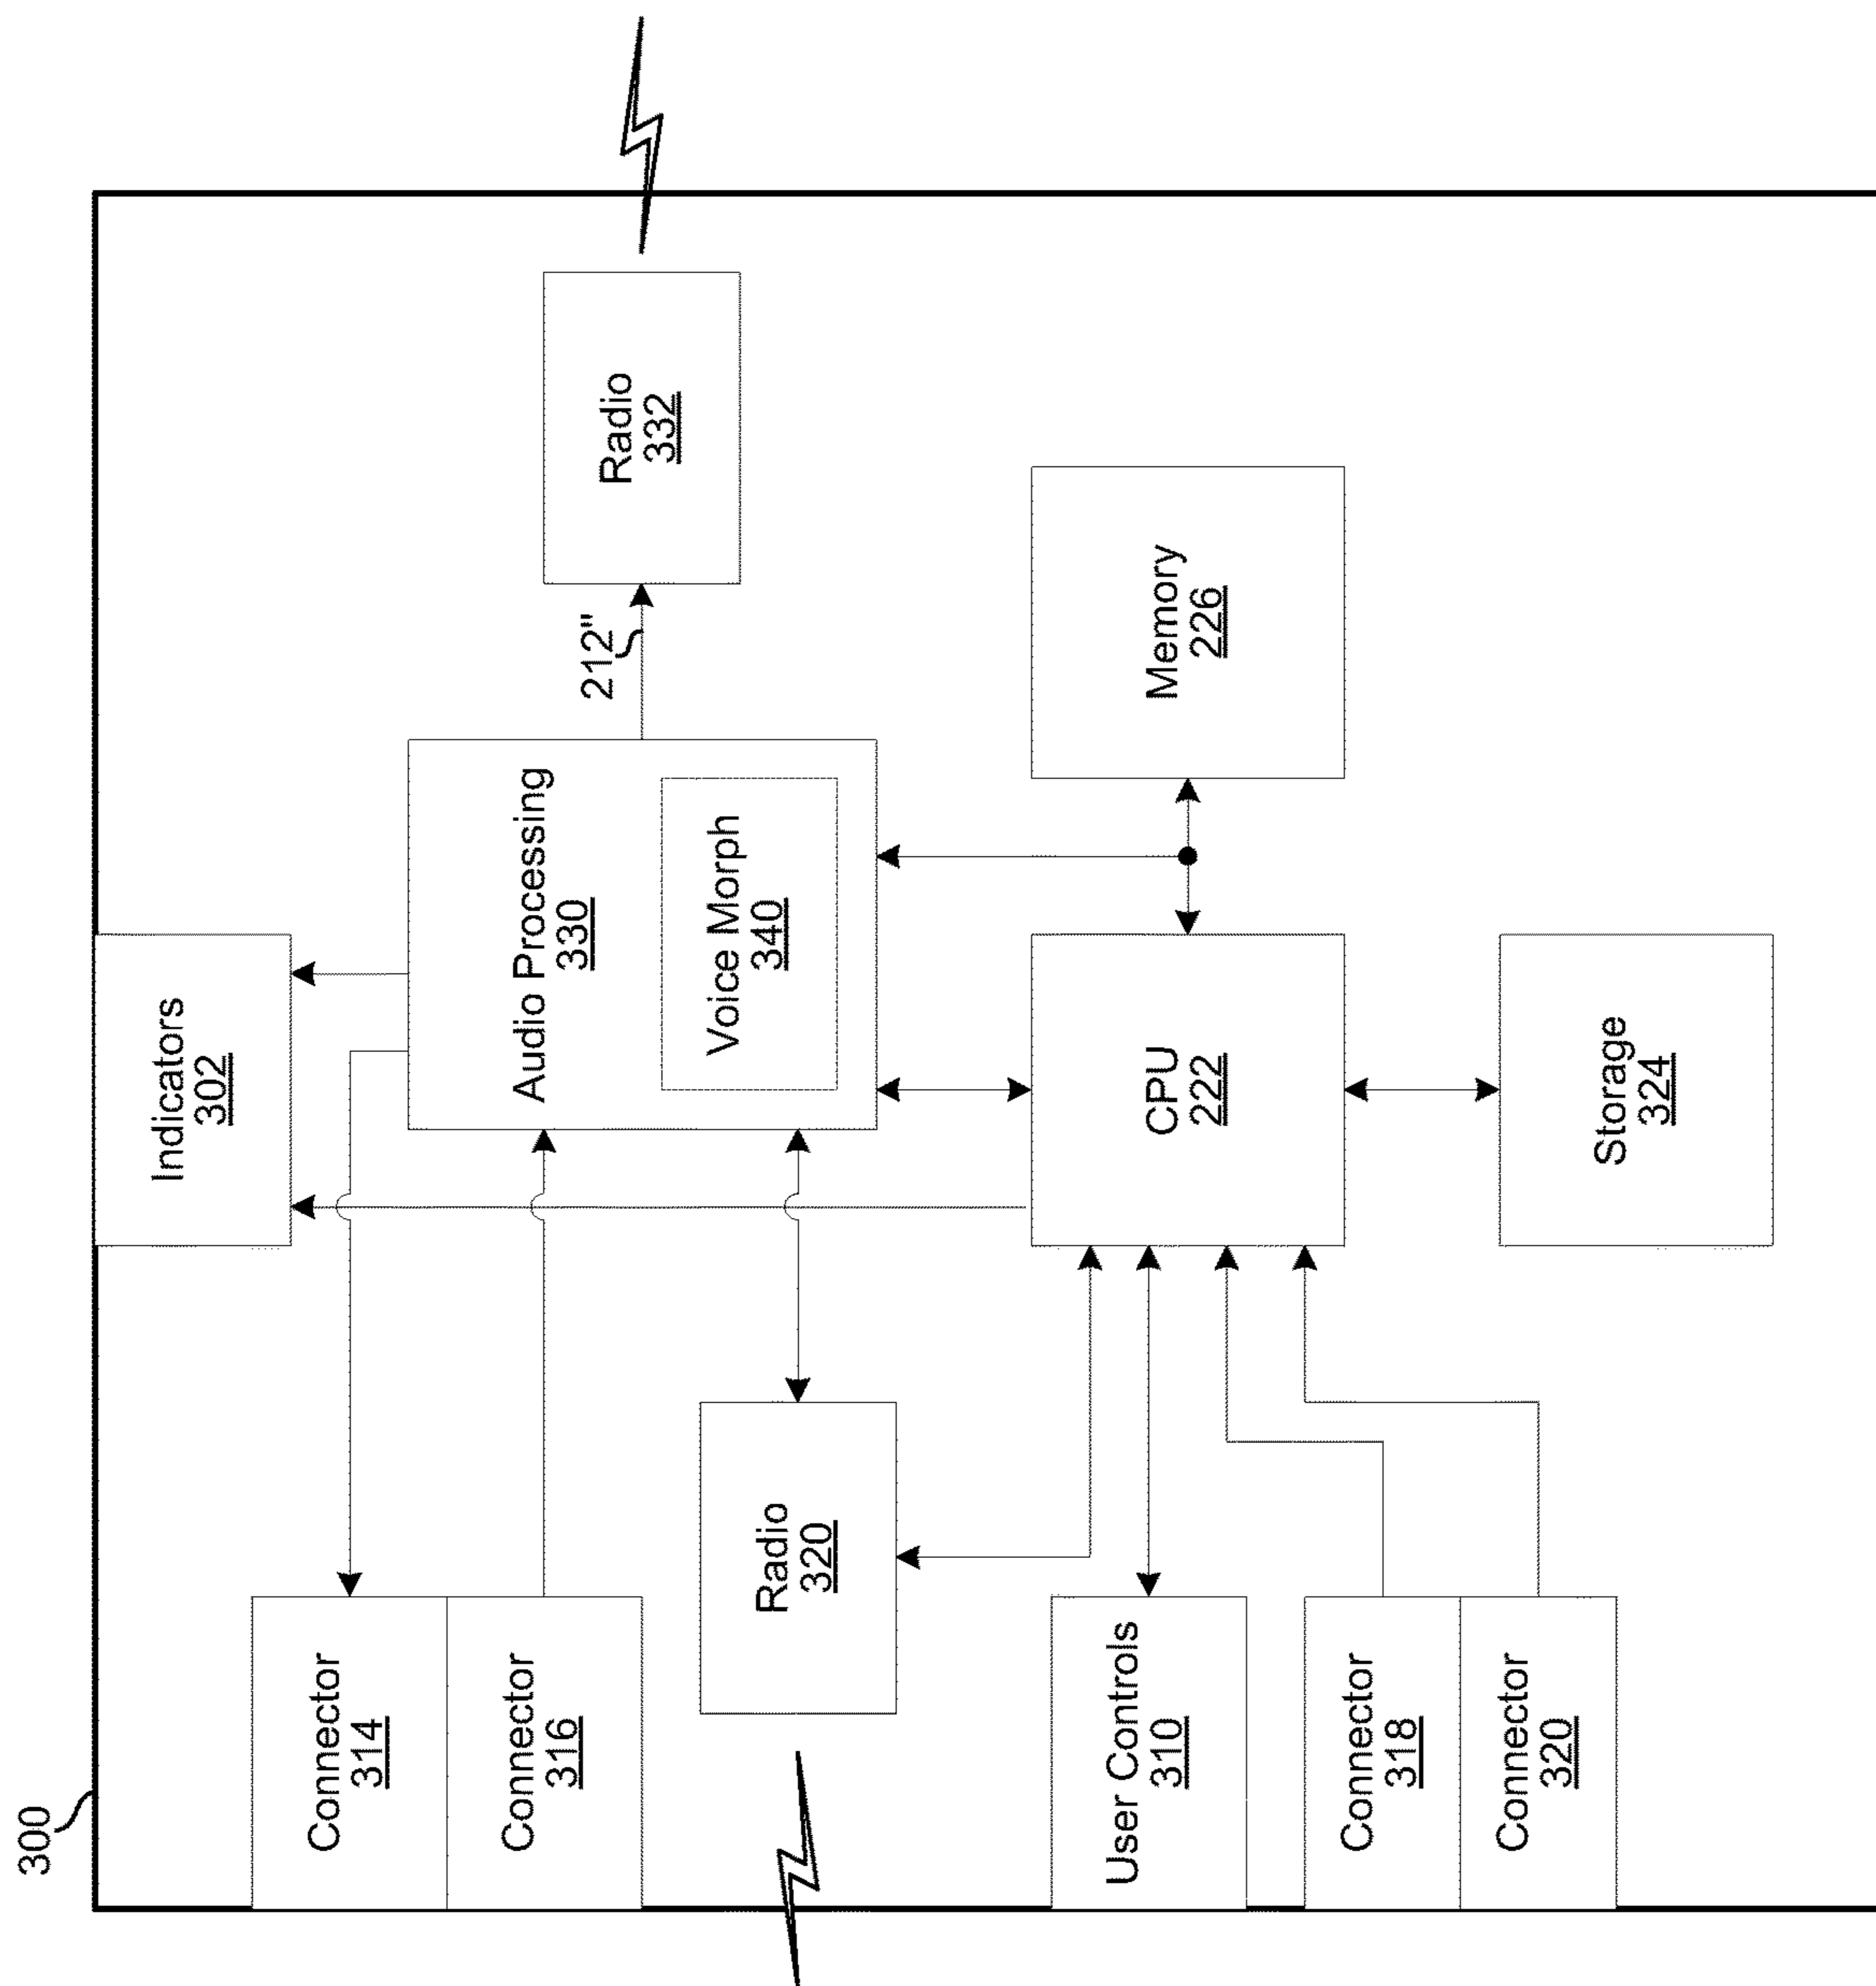 300
Indicators
302
Connector
314
Connector
316
Audio Processing
330
Voice Morph
340
212"
Radio
332
Radio
320
User Controls
310
CPU
222
Memory
226
Connector
318
Connector
320
Storage
324